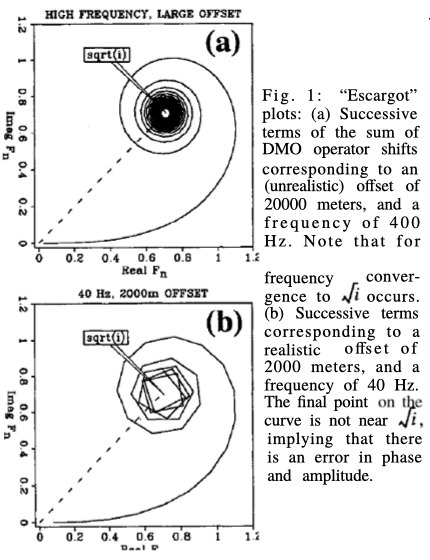 HIGH FREQUENCY, LARGE OFFSET
(a)
sqrt(i)
Imag Fn
0 0.2 0.4 0.6 0.8 1 1.2
0 0.2 0.4 0.6 0.8 1 1.2
Real Fn
40 HZ, 2000m OFFSET
(b)
sqrt(i)
Imag Fn
0 0.2 0.4 0.6 0.8 1 1.2
0 0.2 0.4 0.6 0.8 1 1.2
Real F
Fig. 1: “Escargot”
plots: (a) Successive
terms of the sum of
DMO operator shifts
corresponding to an
(unrealistic) offset of
20000 meters, and a
frequency of 400
Hz. Note that for
frequency conver-
gence to √i occurs.
(b) Successive terms
corresponding to a
realistic offset of
2000 meters, and a
frequency of 40 Hz.
The final point on the
curve is not near √i,
implying that there
is an error in phase
and amplitude.